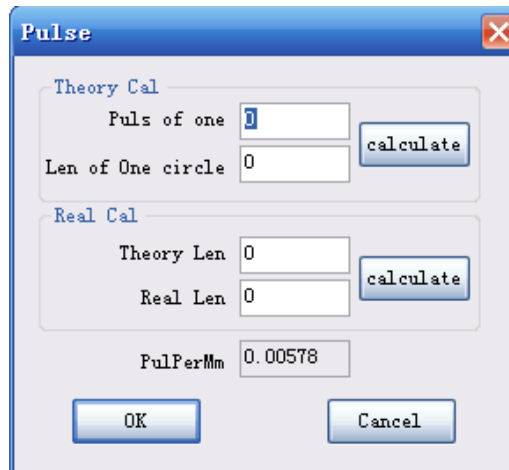 Pulse
Theory Cal
Puls of one 0
calculate
Len of One circle 0
Real Cal
Theory Len 0
calculate
Real Len 0
PulPerMm 0.00578
OK Cancel